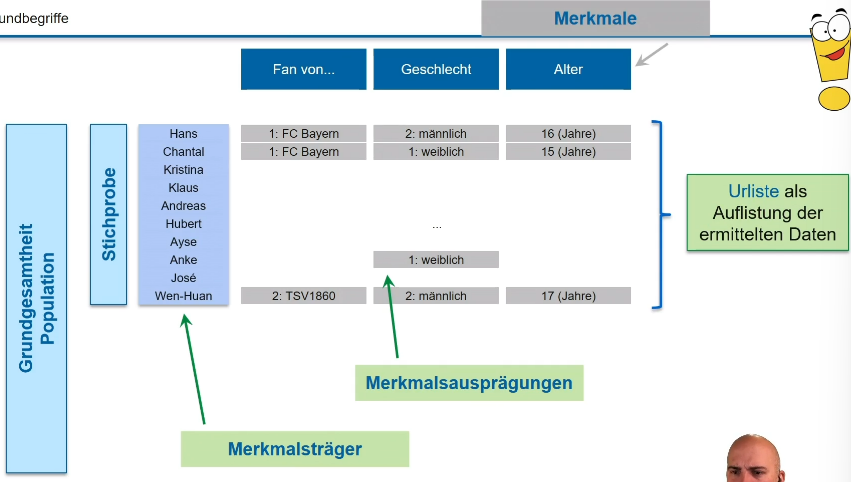 undbegriffe
Merkmale
Fan von...
Geschlecht
Alter
Grundgesamtheit
Population
Stichprobe
Hans 1: FC Bayern 2: männlich 16 (Jahre)
Chantal 1: FC Bayern 1: weiblich 15 (Jahre)
Kristina
Klaus
Andreas
Hubert ...
Ayse
Anke 1: weiblich
José
Wen-Huan 2: TSV1860 2: männlich 17 (Jahre)
Urliste als
Auflistung der
ermittelten Daten
Merkmalsausprägungen
Merkmalsträger